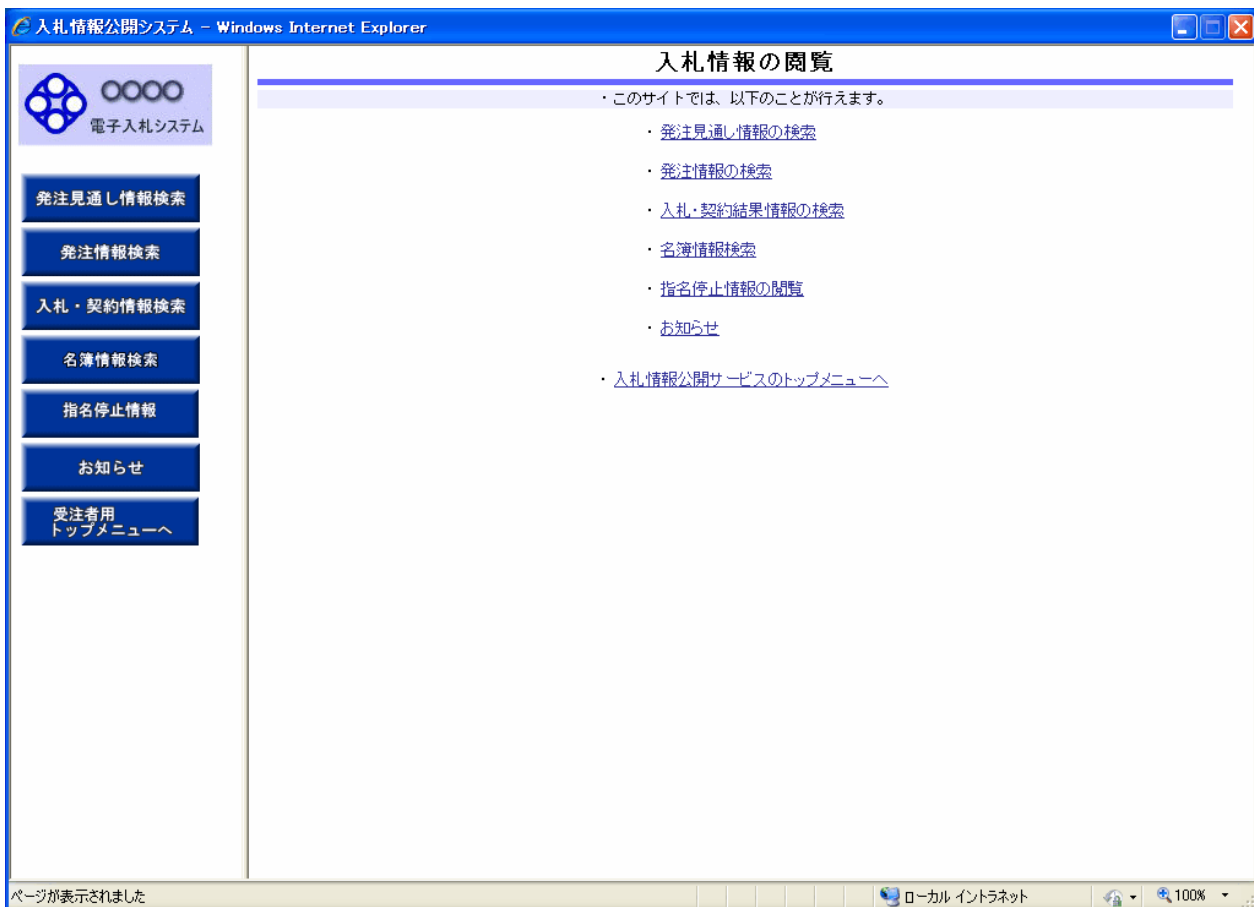 入札情報公開システム - Windows Internet Explorer
〇〇〇〇
電子入札システム
発注見通し情報検索
発注情報検索
入札・契約情報検索
名簿情報検索
指名停止情報
お知らせ
受注者用
トップメニューへ
入札情報の閲覧
・このサイトでは、以下のことが行えます。
・発注見通し情報の検索
・発注情報の検索
・入札・契約結果情報の検索
・名簿情報検索
・指名停止情報の閲覧
・お知らせ
・入札情報公開サービスのトップメニューへ
ページが表示されました
ローカル イントラネット
100%